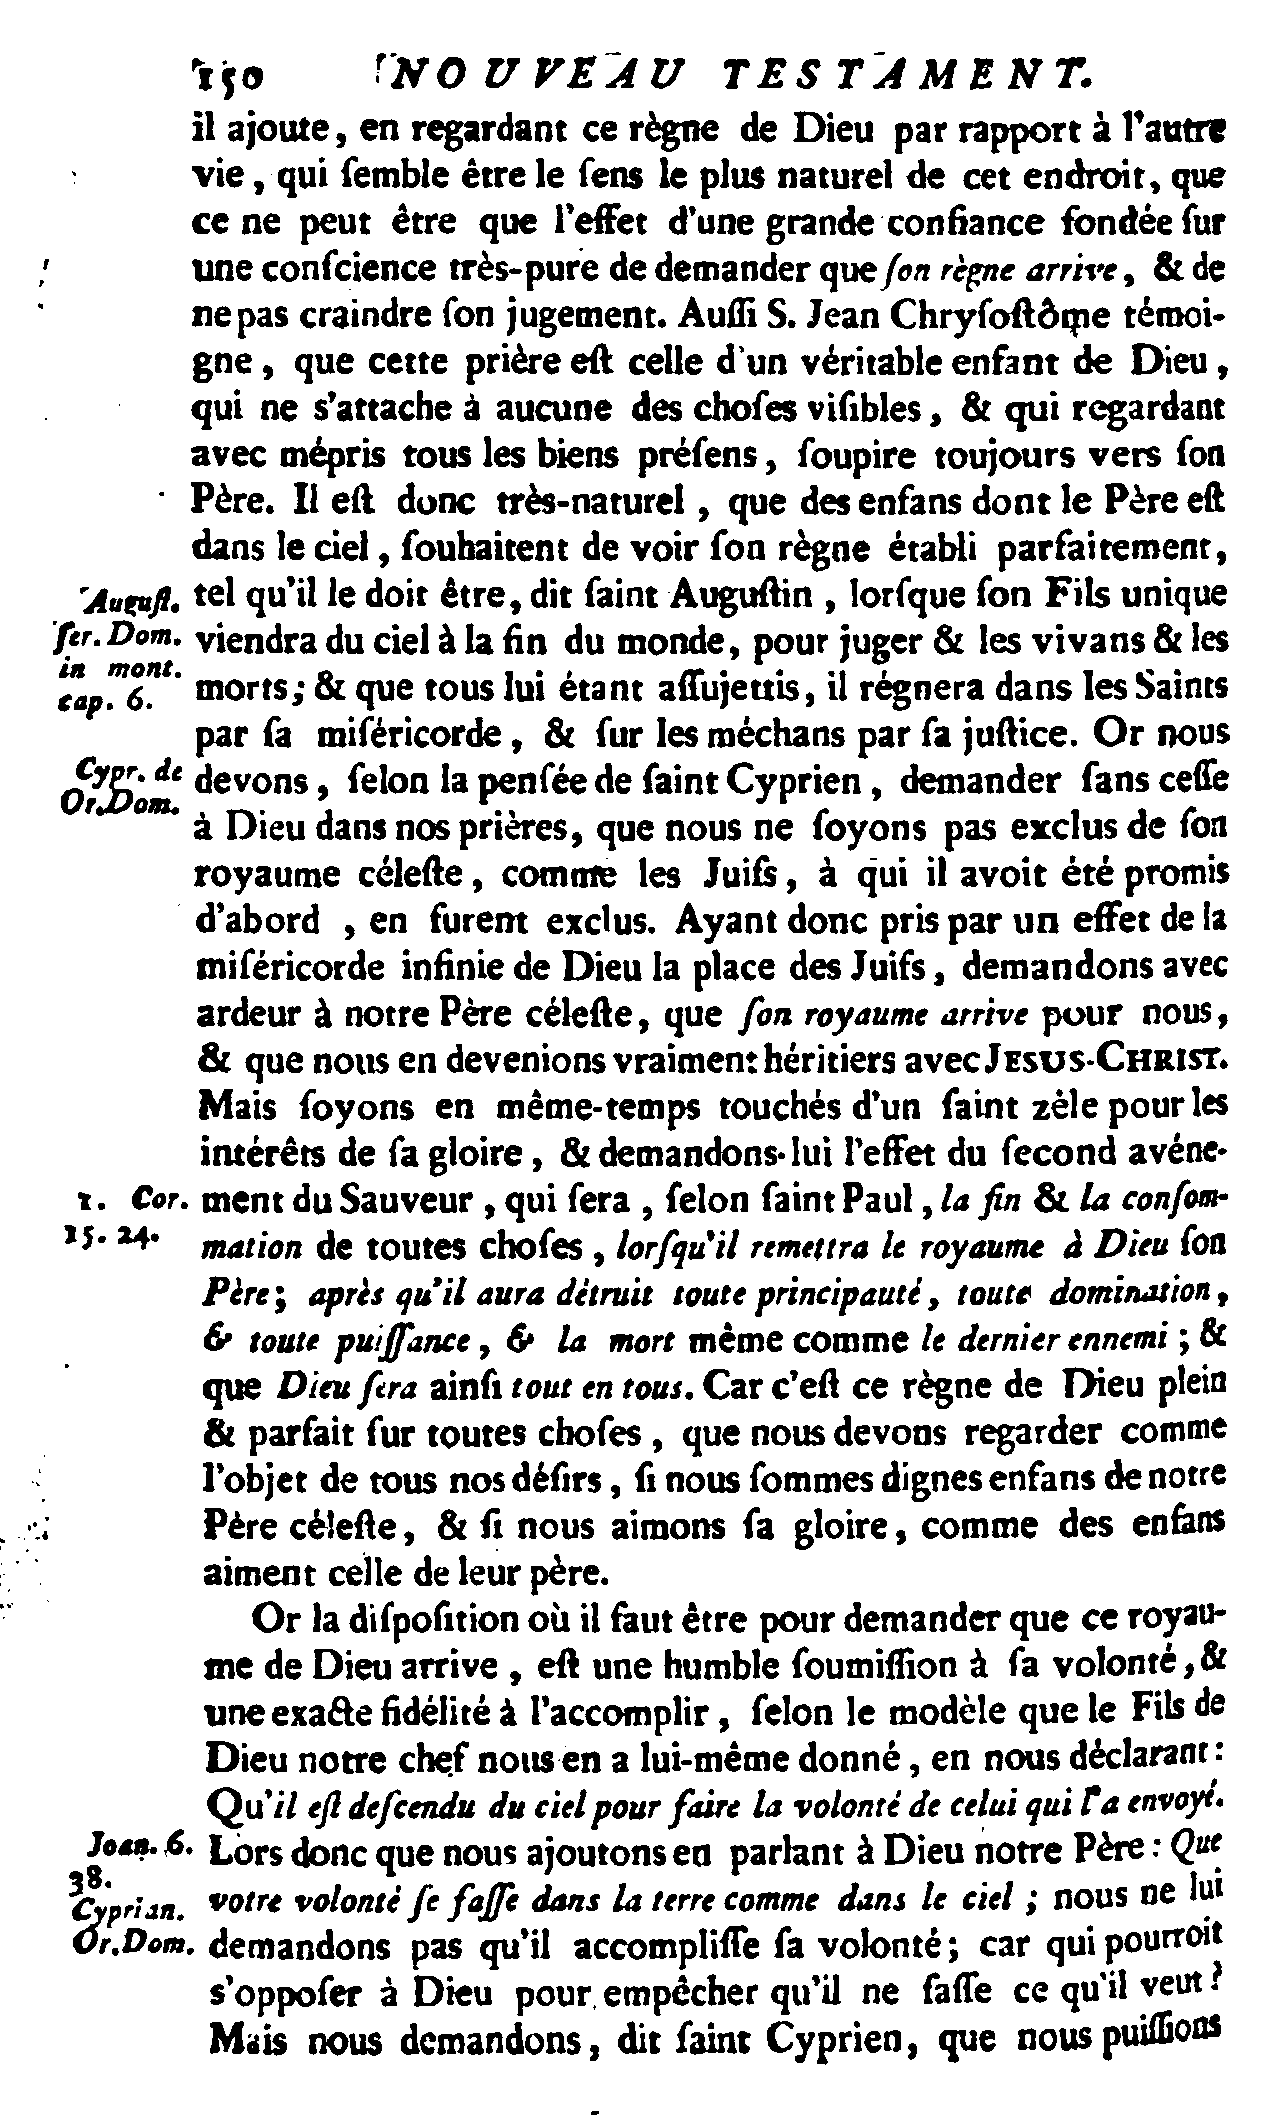 150 NOUVEAU TESTAMENT.
il ajoute, en regardant ce règne de Dieu par rapport à l'autre
vie, qui ſemble être le ſens le plus naturel de cet endroit, que
ce ne peut être que l'effet d'une grande confiance fondée ſur
une conſcience très-pure de demander que ſon règne arrive, & de
ne pas craindre ſon jugement. Auſſi S. Jean Chryſoſtôme témoi-
gne, que cette prière eſt celle d'un véritable enfant de Dieu,
qui ne s'attache à aucune des choſes viſibles, & qui regardant
avec mépris tous les biens préſens, ſoupire toujours vers ſon
Père. Il eſt donc très-naturel, que des enfans dont le Père eſt
dans le ciel, ſouhaitent de voir ſon règne établi parfaitement,
Auguſt. tel qu'il le doit être, dit ſaint Auguſtin, lorſque ſon Fils unique
ſer. Dom. viendra du ciel à la fin du monde, pour juger & les vivans & les
in mont.
cap. 6. morts; & que tous lui étant aſſujettis, il régnera dans les Saints
par ſa miſéricorde, & ſur les méchans par ſa juſtice. Or nous
Cypr. de devons, ſelon la penſée de ſaint Cyprien, demander ſans ceſſe
Or. Dom.
à Dieu dans nos prières, que nous ne ſoyons pas exclus de ſon
royaume céleſte, comme les Juifs, à qui il avoit été promis
d'abord, en furent exclus. Ayant donc pris par un effet de la
miſéricorde infinie de Dieu la place des Juifs, demandons avec
ardeur à notre Père céleſte, que ſon royaume arrive pour nous,
& que nous en devenions vraiment héritiers avec JESUS-CHRIST.
Mais ſoyons en même-temps touchés d'un ſaint zèle pour les
intérêts de ſa gloire, & demandons-lui l'effet du ſecond avéne-
1. Cor. ment du Sauveur, qui ſera, ſelon ſaint Paul, la fin & la conſom-
15. 24. mation de toutes choſes, lorſqu'il remettra le royaume à Dieu ſon
Père; après qu'il aura détruit toute principauté, toute domination,
& toute puiſſance, & la mort même comme le dernier ennemi; &
que Dieu ſera ainſi tout en tous. Car c'eſt ce règne de Dieu plein
& parfait ſur toutes choſes, que nous devons regarder comme
l'objet de tous nos déſirs, ſi nous ſommes dignes enfans de notre
Père céleſte, & ſi nous aimons ſa gloire, comme des enfans
aiment celle de leur père.
Or la diſpoſition où il faut être pour demander que ce royau-
me de Dieu arrive, eſt une humble ſoumiſſion à ſa volonté, &
une exacte fidélité à l'accomplir, ſelon le modèle que le Fils de
Dieu notre chef nous en a lui-même donné, en nous déclarant:
Qu'il eſt deſcendu du ciel pour faire la volonté de celui qui l'a envoyé.
Joan. 6. Lors donc que nous ajoutons en parlant à Dieu notre Père: Que
38.
Cyprian. votre volonté ſe faſſe dans la terre comme dans le ciel; nous ne lui
Or. Dom. demandons pas qu'il accompliſſe ſa volonté; car qui pourroit
s'oppoſer à Dieu pour empêcher qu'il ne faſſe ce qu'il veut?
Mais nous demandons, dit ſaint Cyprien, que nous puiſſions